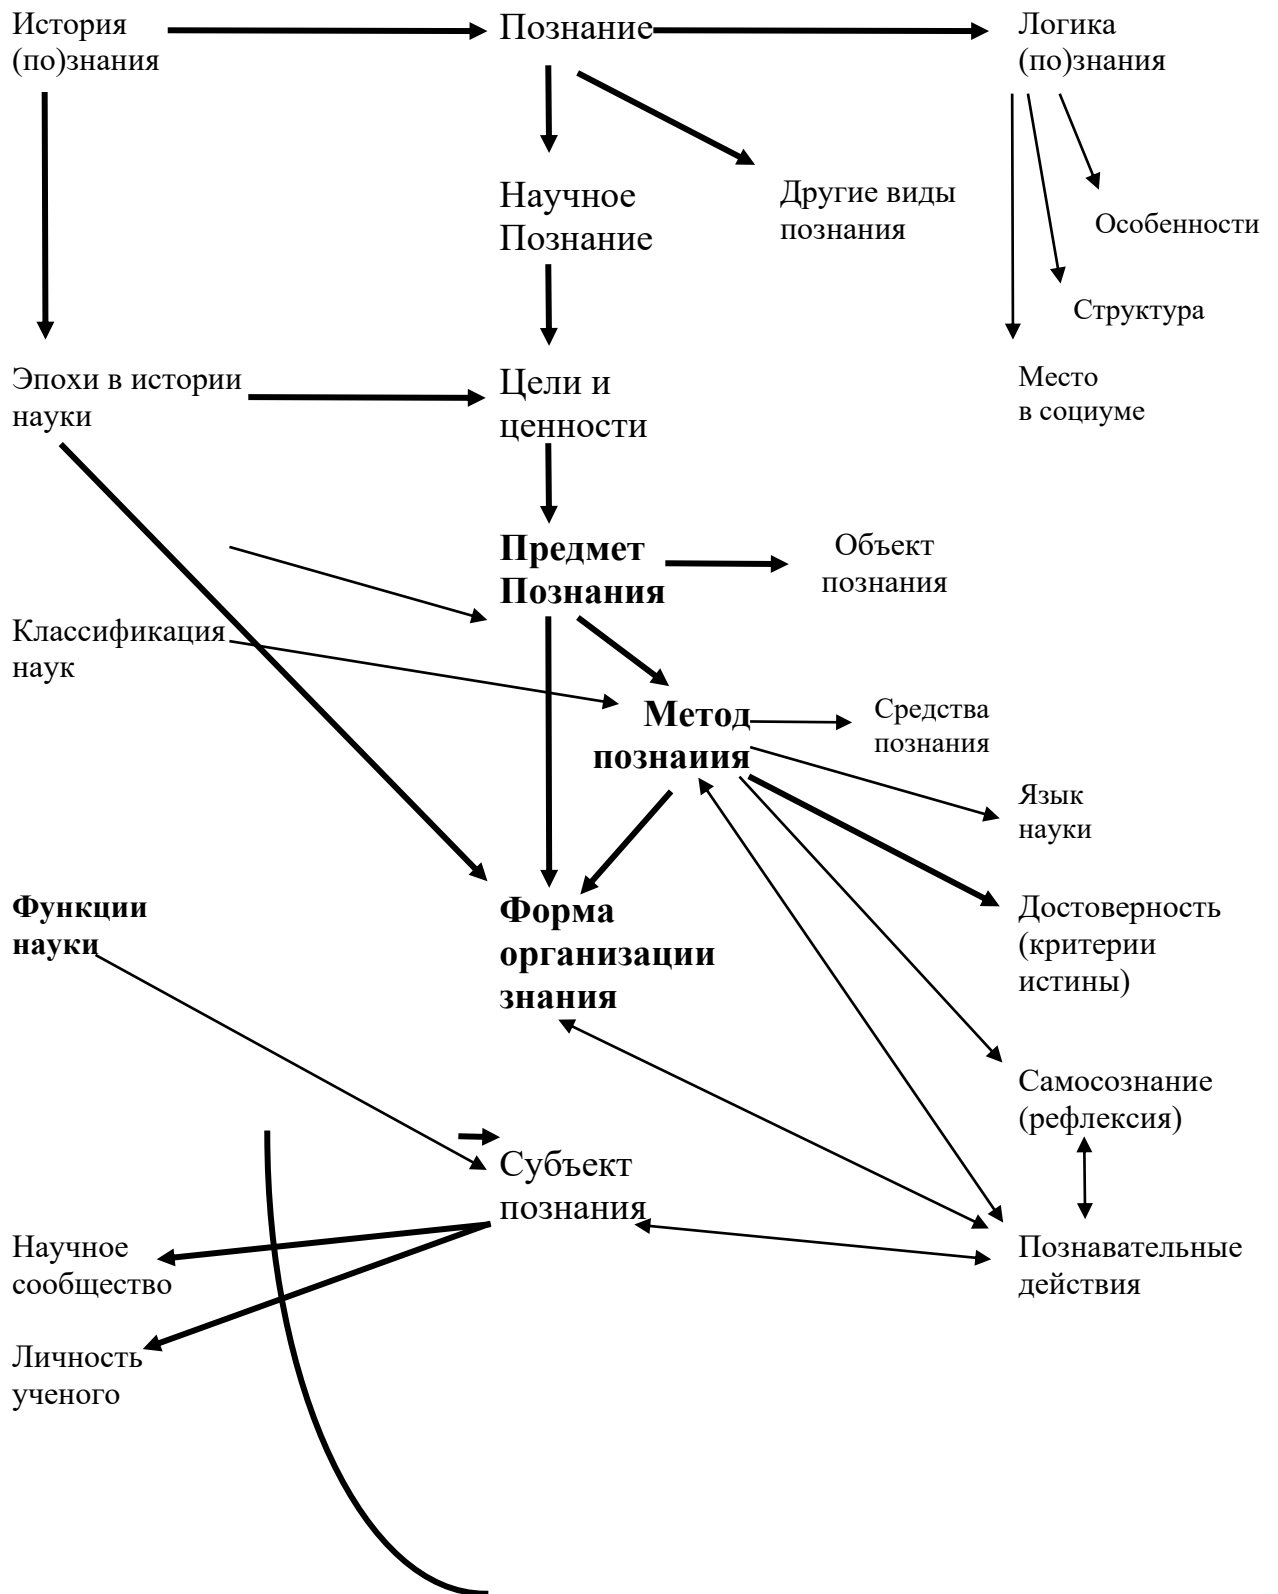 История
(по)знания
Познание
Логика
(по)знания
Научное
Познание
Другие виды
познания
Особенности
Структура
Эпохи в истории
науки
Цели и
ценности
Место
в социуме
Предмет
Познания
Объект
познания
Классификация
наук
Метод
познаиия
Средства
познания
Язык
науки
Функции
науки
Форма
организации
знания
Достоверность
(критерии
истины)
Самосознание
(рефлексия)
Субъект
познания
Научное
сообщество
Познавательные
действия
Личность
ученого